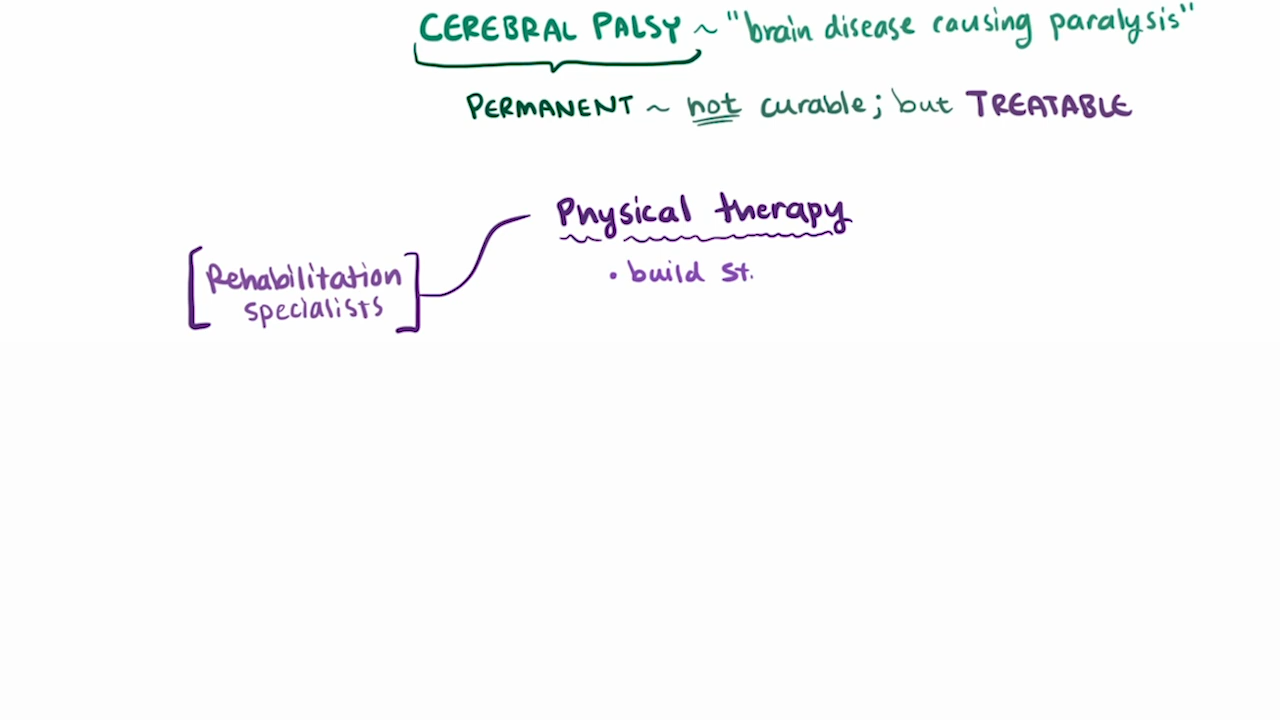 CEREBRAL PALSY ~ "brain disease causing paralysis"
PERMANENT ~ not curable; but TREATABLE
Physical therapy
• build St.
[Rehabilitation
specialists]